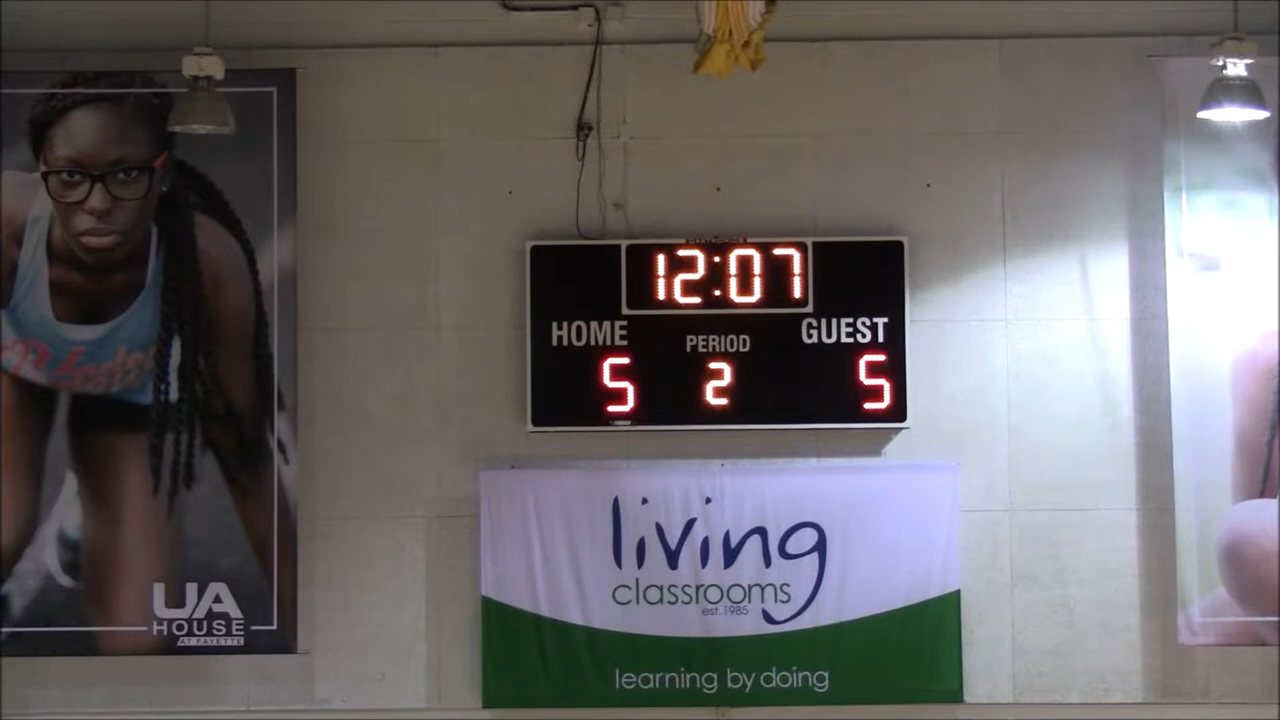 DAKTRONICS
12:07
HOME
PERIOD
GUEST
5
2
5
living
classrooms
est. 1985
learning by doing
UA
HOUSE
AT FAYETTE